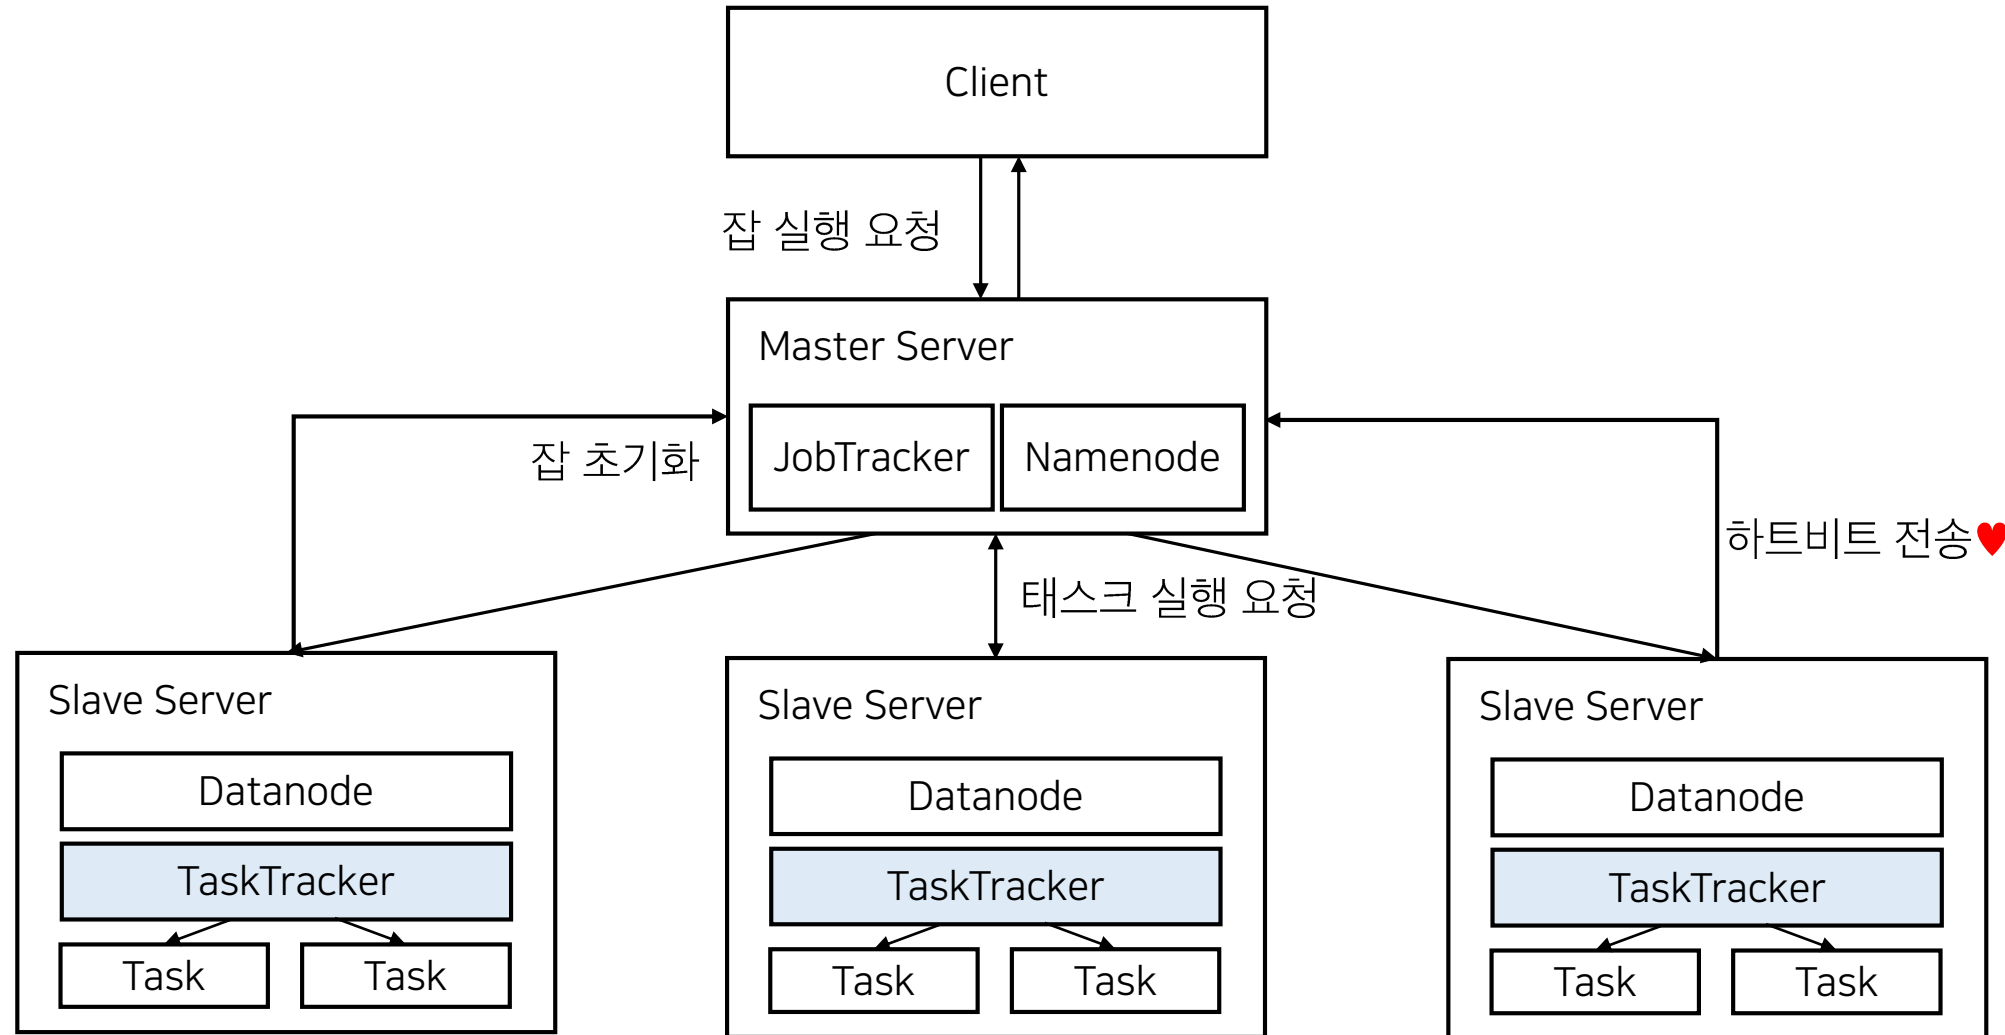 Client
잡 실행 요청
Master Server
JobTracker
Namenode
잡 초기화
하트비트 전송♥
태스크 실행 요청
Slave Server
Datanode
TaskTracker
Task
Task
Slave Server
Datanode
TaskTracker
Task
Task
Slave Server
Datanode
TaskTracker
Task
Task